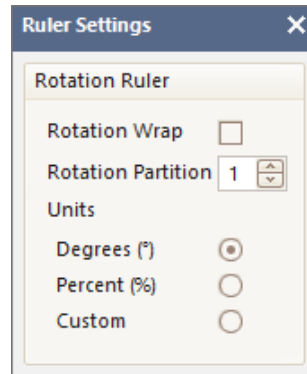 Ruler Settings
Rotation Ruler
Rotation Wrap
Rotation Partition 1
Units
Degrees (°)
Percent (%)
Custom